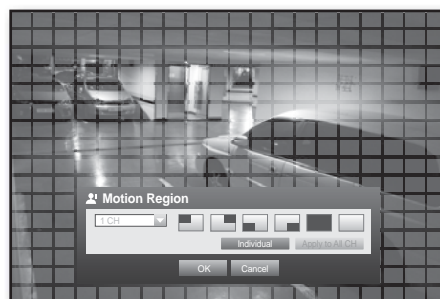 Motion Region
1 CH
Individual
Apply to All CH
OK
Cancel